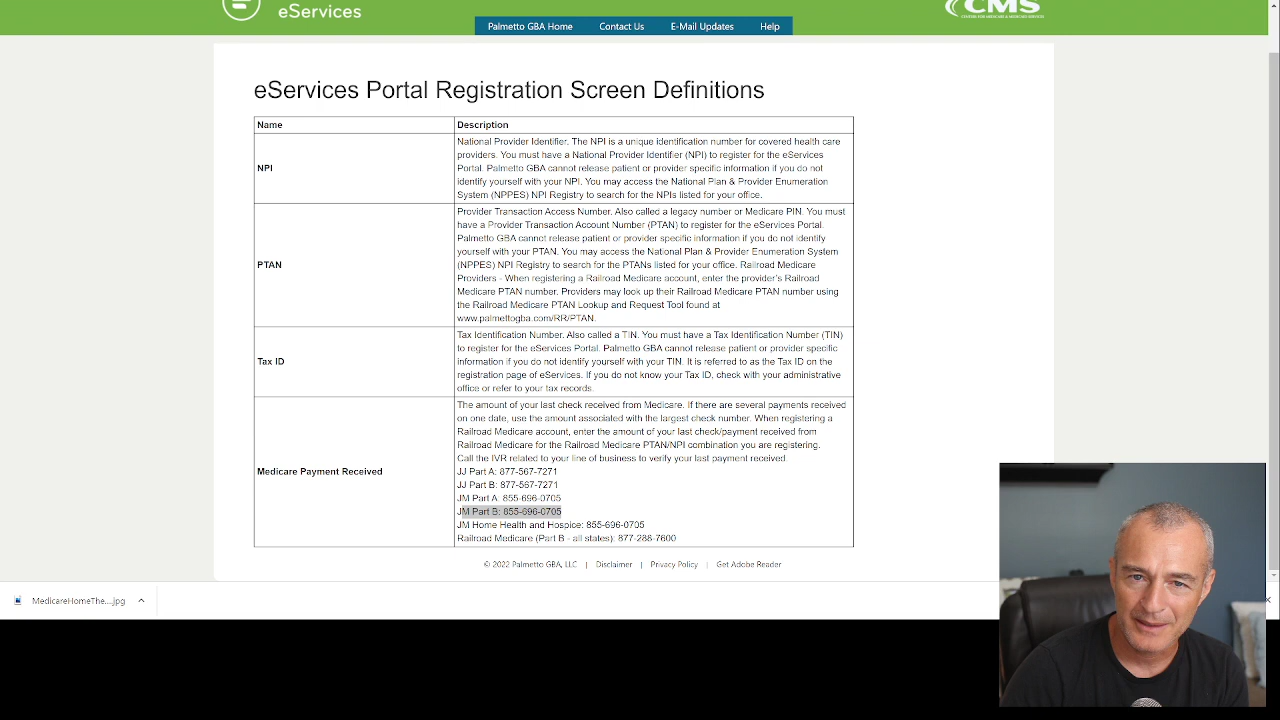 eServices
CMS
CENTERS FOR MEDICARE & MEDICAID SERVICES
Palmetto GBA Home Contact Us E-Mail Updates Help
eServices Portal Registration Screen Definitions
Name Description
NPI
National Provider Identifier. The NPI is a unique identification number for covered health care
providers. You must have a National Provider Identifier (NPI) to register for the eServices
Portal. Palmetto GBA cannot release patient or provider specific information if you do not
identify yourself with your NPI. You may access the National Plan & Provider Enumeration
System (NPPES) NPI Registry to search for the NPIs listed for your office.
PTAN
Provider Transaction Access Number. Also called a legacy number or Medicare PIN. You must
have a Provider Transaction Account Number (PTAN) to register for the eServices Portal.
Palmetto GBA cannot release patient or provider specific information if you do not identify
yourself with your PTAN. You may access the National Plan & Provider Enumeration System
(NPPES) NPI Registry to search for the PTANs listed for your office. Railroad Medicare
Providers - When registering a Railroad Medicare account, enter the provider's Railroad
Medicare PTAN number. Providers may look up their Railroad Medicare PTAN number using
the Railroad Medicare PTAN Lookup and Request Tool found at
www.palmettogba.com/RR/PTAN.
Tax ID
Tax Identification Number. Also called a TIN. You must have a Tax Identification Number (TIN)
to register for the eServices Portal. Palmetto GBA cannot release patient or provider specific
information if you do not identify yourself with your TIN. It is referred to as the Tax ID on the
registration page of eServices. If you do not know your Tax ID, check with your administrative
office or refer to your tax records.
Medicare Payment Received
The amount of your last check received from Medicare. If there are several payments received
on one date, use the amount associated with the largest check number. When registering a
Railroad Medicare account, enter the amount of your last check/payment received from
Railroad Medicare for the Railroad Medicare PTAN/NPI combination you are registering.
Call the IVR related to your line of business to verify your last payment received.
JJ Part A: 877-567-7271
JJ Part B: 877-567-7271
JM Part A: 855-696-0705
JM Part B: 855-696-0705
JM Home Health and Hospice: 855-696-0705
Railroad Medicare (Part B - all states): 877-288-7600
© 2022 Palmetto GBA, LLC | Disclaimer | Privacy Policy | Get Adobe Reader
MedicareHomeThe....jpg